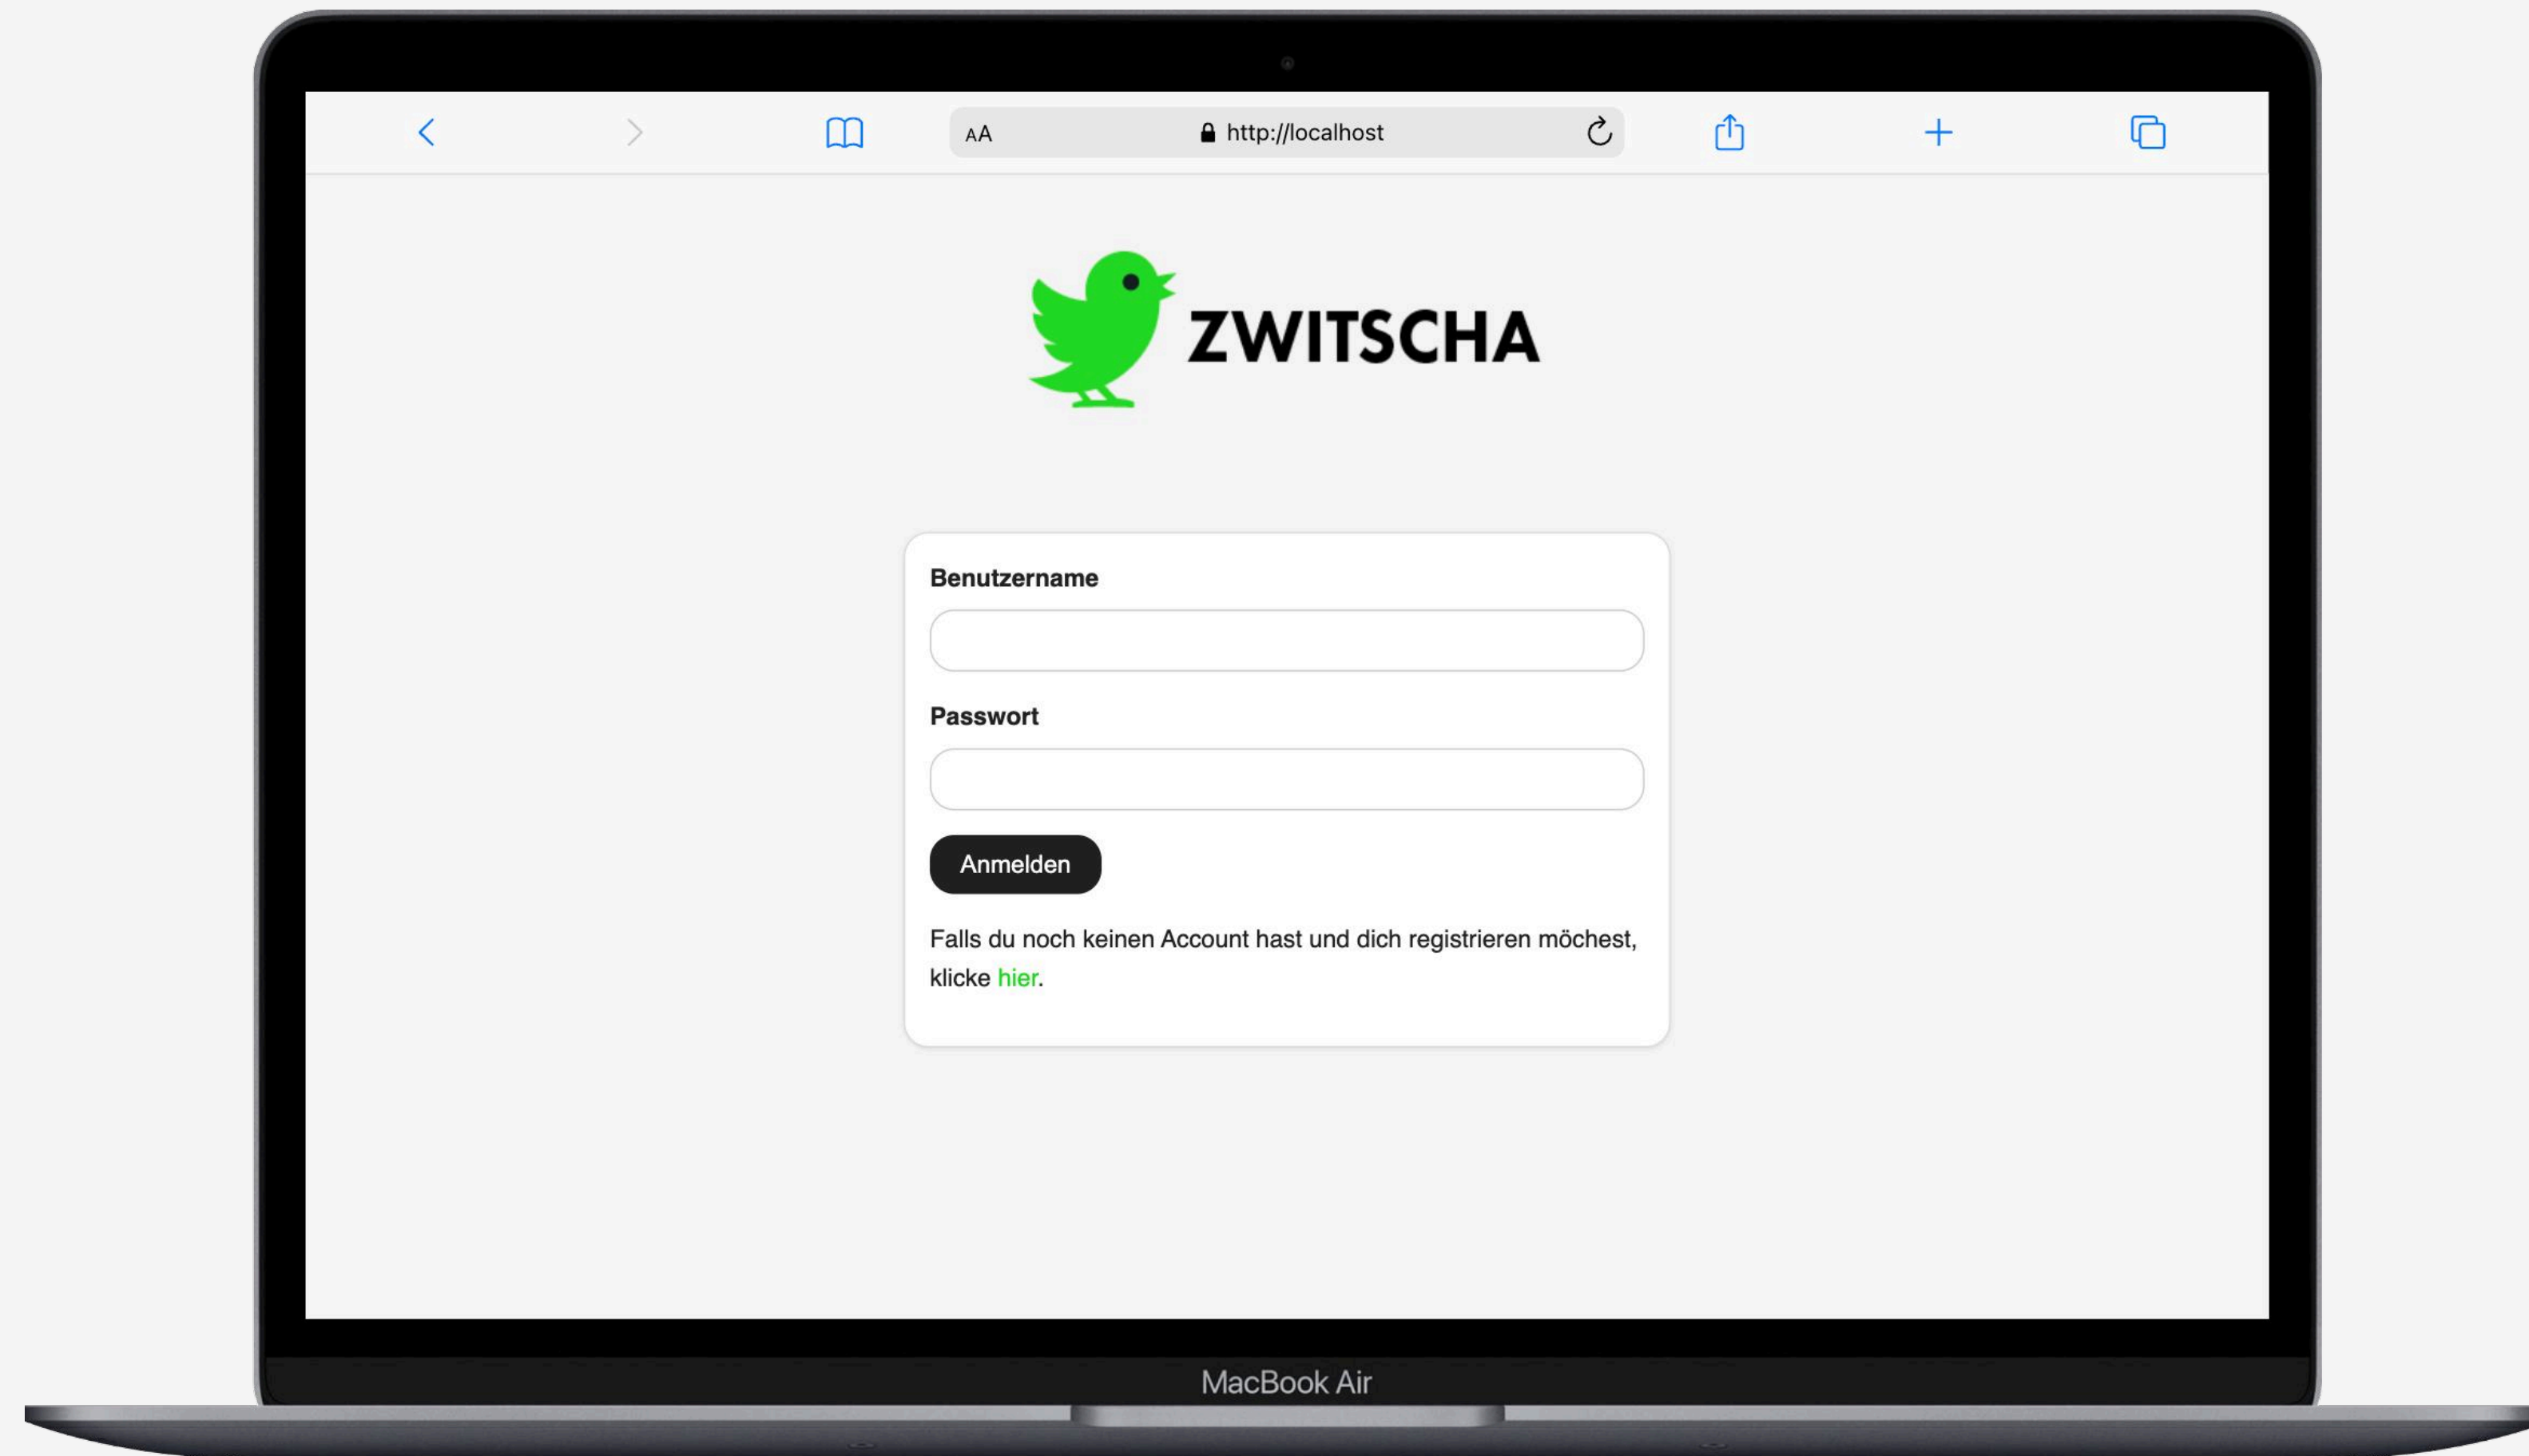 AA
http://localhost
ZWITSCHA
Benutzername
Passwort
Anmelden
Falls du noch keinen Account hast und dich registrieren möchest,
klicke hier.
MacBook Air